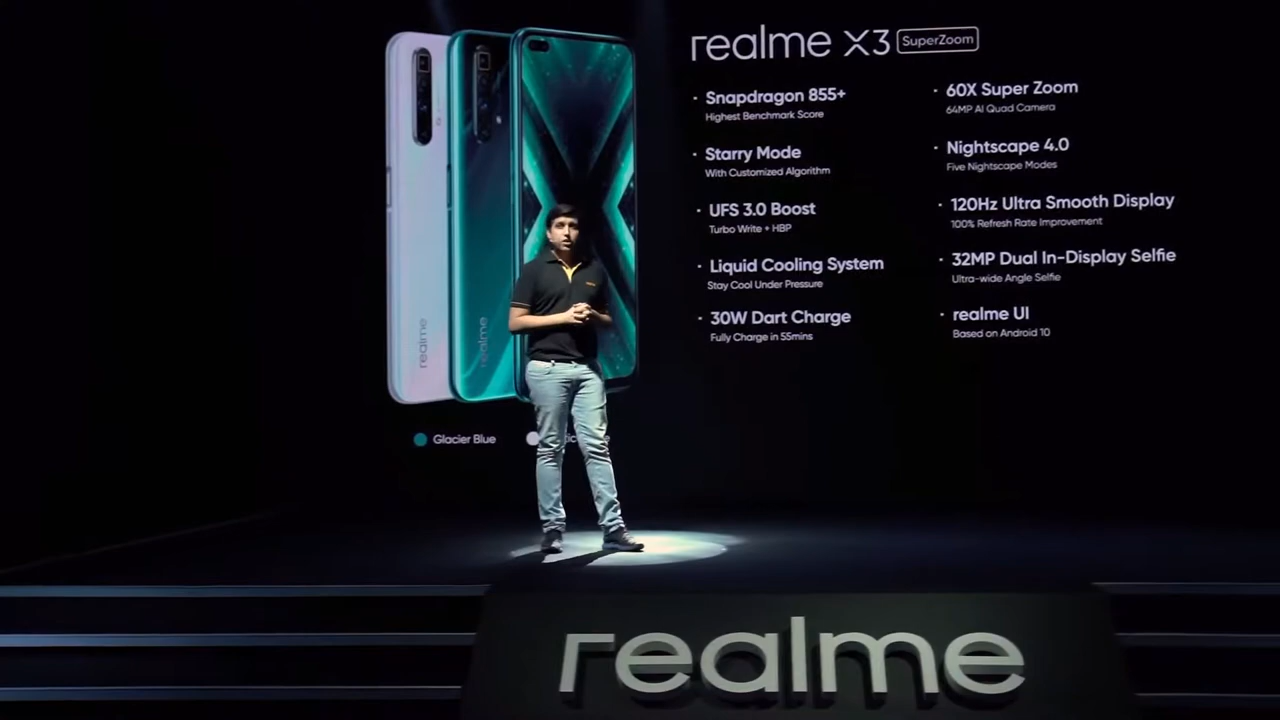 realme X3 SuperZoom
Snapdragon 855+
Highest Benchmark Score
Starry Mode
With Customized Algorithm
UFS 3.0 Boost
Turbo Write + HBP
Liquid Cooling System
Stay Cool Under Pressure
30W Dart Charge
Fully Charge in 55mins
60X Super Zoom
64MP AI Quad Camera
Nightscape 4.0
Five Nightscape Modes
120Hz Ultra Smooth Display
100% Refresh Rate Improvement
32MP Dual In-Display Selfie
Ultra-wide Angle Selfie
realme UI
Based on Android 10
realme
realme
Glacier Blue
realme